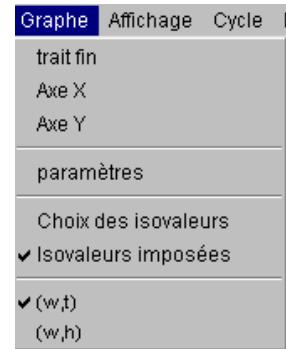 Graphe Affichage Cycle
trait fin
Axe X
Axe Y
paramètres
Choix des isovaleurs
✔ Isovaleurs imposées
✔ (w,t)
(w,h)